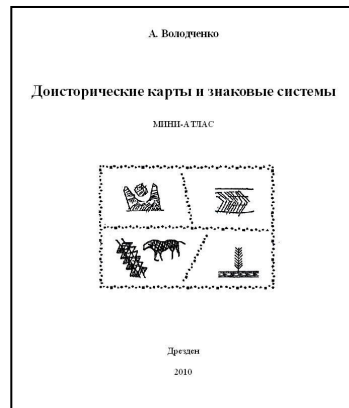 А. Володченко
Доисторические карты и знаковые системы
МИНИ-АТЛАС
Дрезден
2010